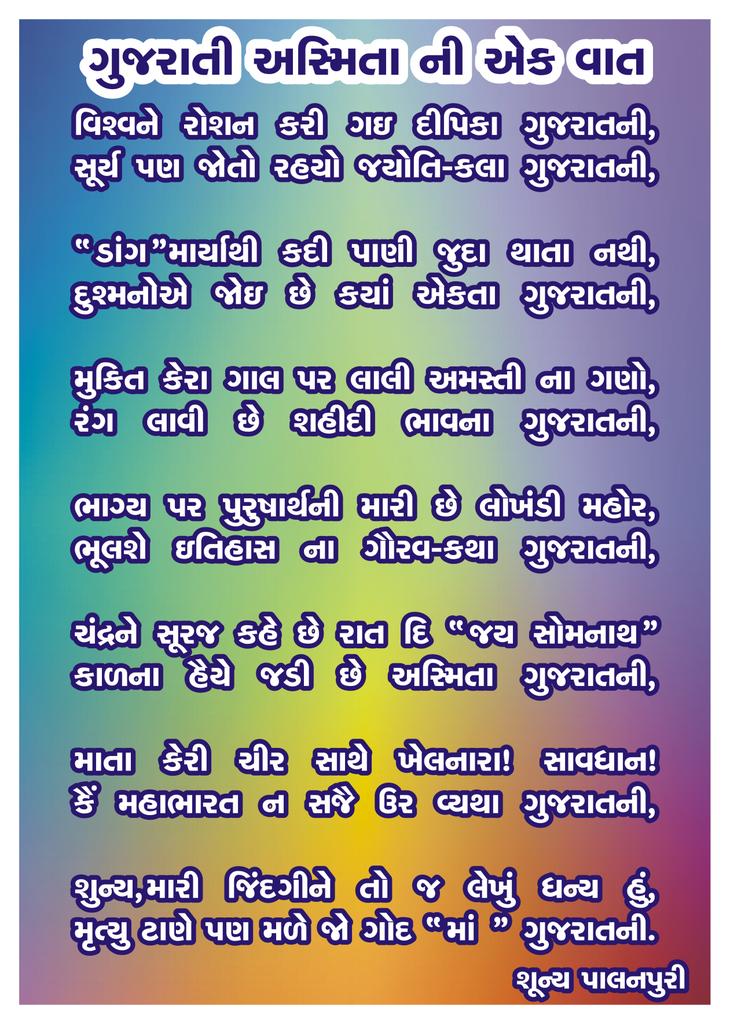 ગુજરાતી અસ્મિતા ની એક વાત
વિશ્વને રોશન કરી ગઇ દીપિકા ગુજરાતની,
સૂર્ય પણ જોતો રહયો જયોતિ-કલા ગુજરાતની,
“ડાંગ”માર્યાથી કદી પાણી જુદા થાતા નથી,
દુશ્મનોએ જોઇ છે કયાં એકતા ગુજરાતની,
મુકિત કેરા ગાલ પર લાલી અમસ્તી ના ગણો,
રંગ લાવી છે શહીદી ભાવના ગુજરાતની,
ભાગ્ય પર પુરુષાર્થની મારી છે લોખંડી મહોર,
ભૂલશે ઇતિહાસ ના ગૌરવ-કથા ગુજરાતની,
ચંદ્રને સૂરજ કહે છે રાત દિ “જય સોમનાથ”
કાળના હૈયે જડી છે અસ્મિતા ગુજરાતની,
માતા કેરી ચીર સાથે ખેલનારા! સાવધાન!
કૈં મહાભારત ન સર્જૈ ઉર વ્યથા ગુજરાતની,
શુન્ય,મારી જિંદગીને તો જ લેખું ધન્ય હું,
મૃત્યુ ટાણે પણ મળે જો ગોદ “માં ” ગુજરાતની.
શૂન્ય પાલનપુરી